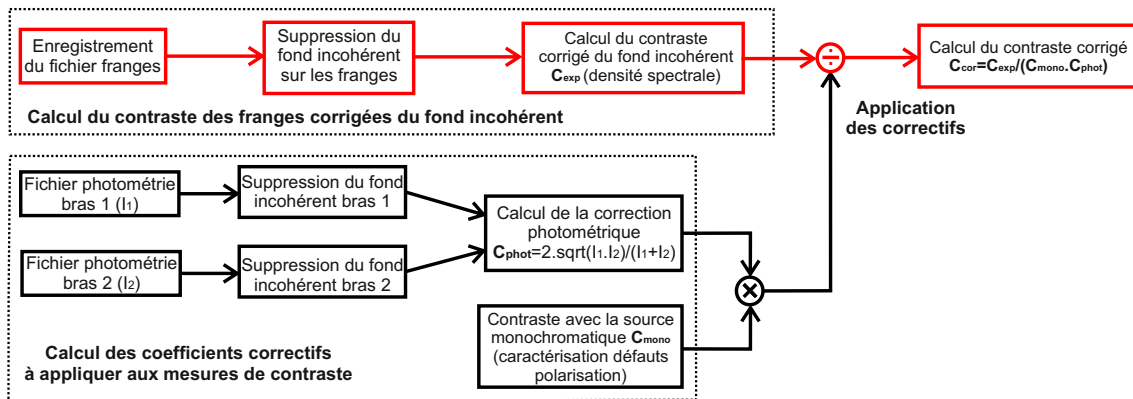 Enregistrement
du fichier franges
Suppression du
fond incohérent
sur les franges
Calcul du contraste
corrigé du fond incohérent
Cexp (densité spectrale)
÷
Calcul du contraste corrigé
Ccor=Cexp/(Cmono.Cphot)
Calcul du contraste des franges corrigées du fond incohérent
Application
des correctifs
Fichier photométrie
bras 1 (I1)
Suppression du fond
incohérent bras 1
Calcul de la correction
photométrique
Cphot=2.sqrt(I1.I2)/(I1+I2)
Fichier photométrie
bras 2 (I2)
Suppression du fond
incohérent bras 2
×
Contraste avec la source
monochromatique Cmono
(caractérisation défauts
polarisation)
Calcul des coefficients correctifs
à appliquer aux mesures de contraste